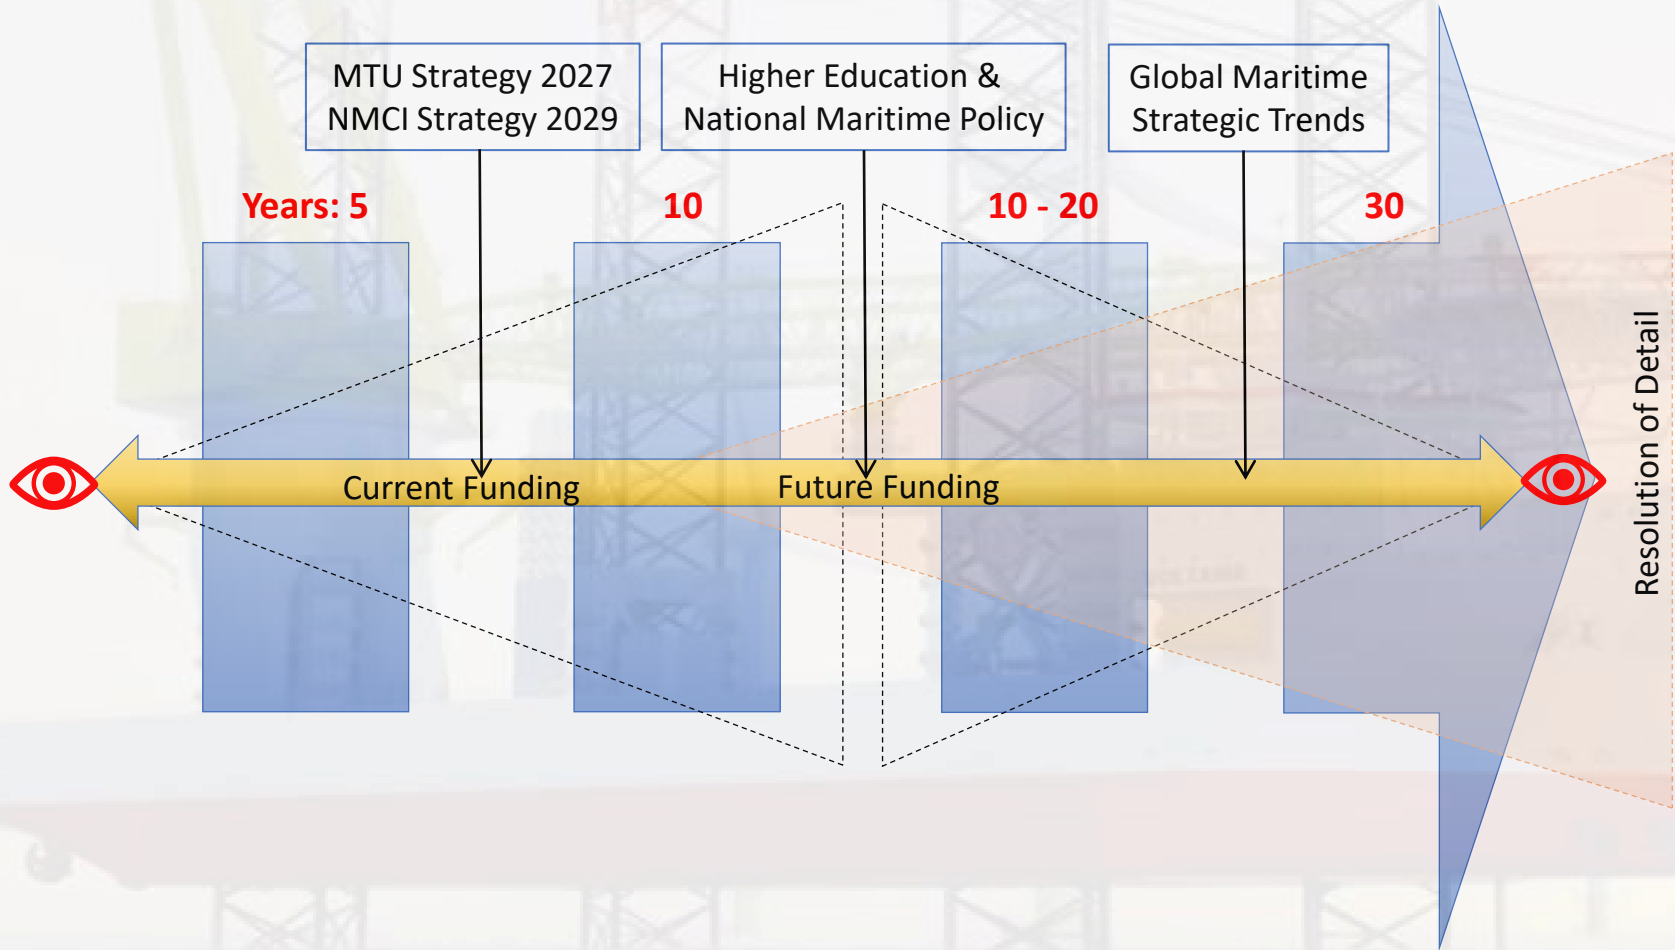 MTU Strategy 2027
NMCI Strategy 2029
Higher Education &
National Maritime Policy
Global Maritime
Strategic Trends
Years: 5
10
10 - 20
30
Current Funding
Future Funding
Resolution of Detail